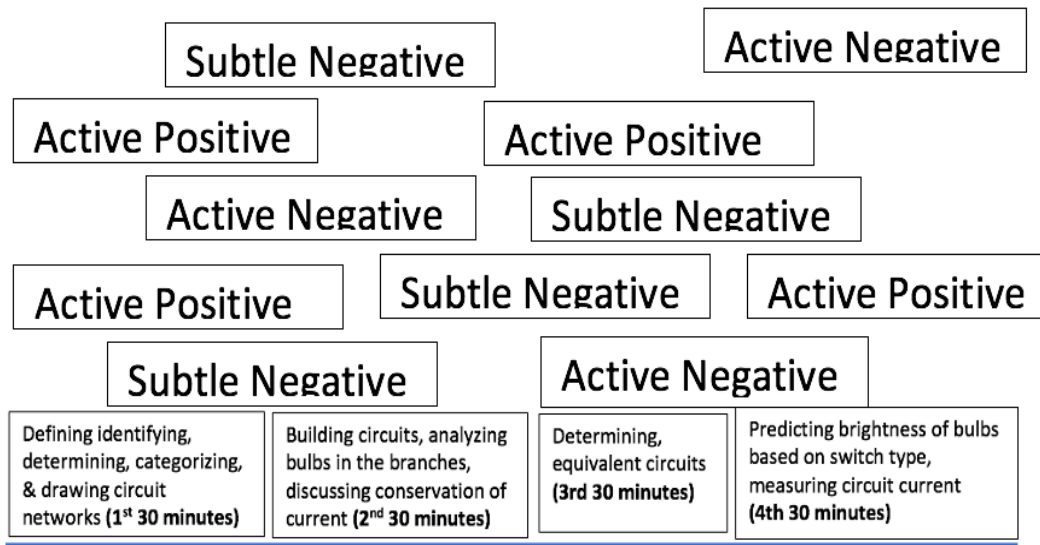 Subtle Negative
Active Negative
Active Positive
Active Positive
Active Negative
Subtle Negative
Active Positive
Subtle Negative
Active Positive
Subtle Negative
Active Negative
Defining identifying,
determining, categorizing,
& drawing circuit
networks (1st 30 minutes)
Building circuits, analyzing
bulbs in the branches,
discussing conservation of
current (2nd 30 minutes)
Determining,
equivalent circuits
(3rd 30 minutes)
Predicting brightness of bulbs
based on switch type,
measuring circuit current
(4th 30 minutes)